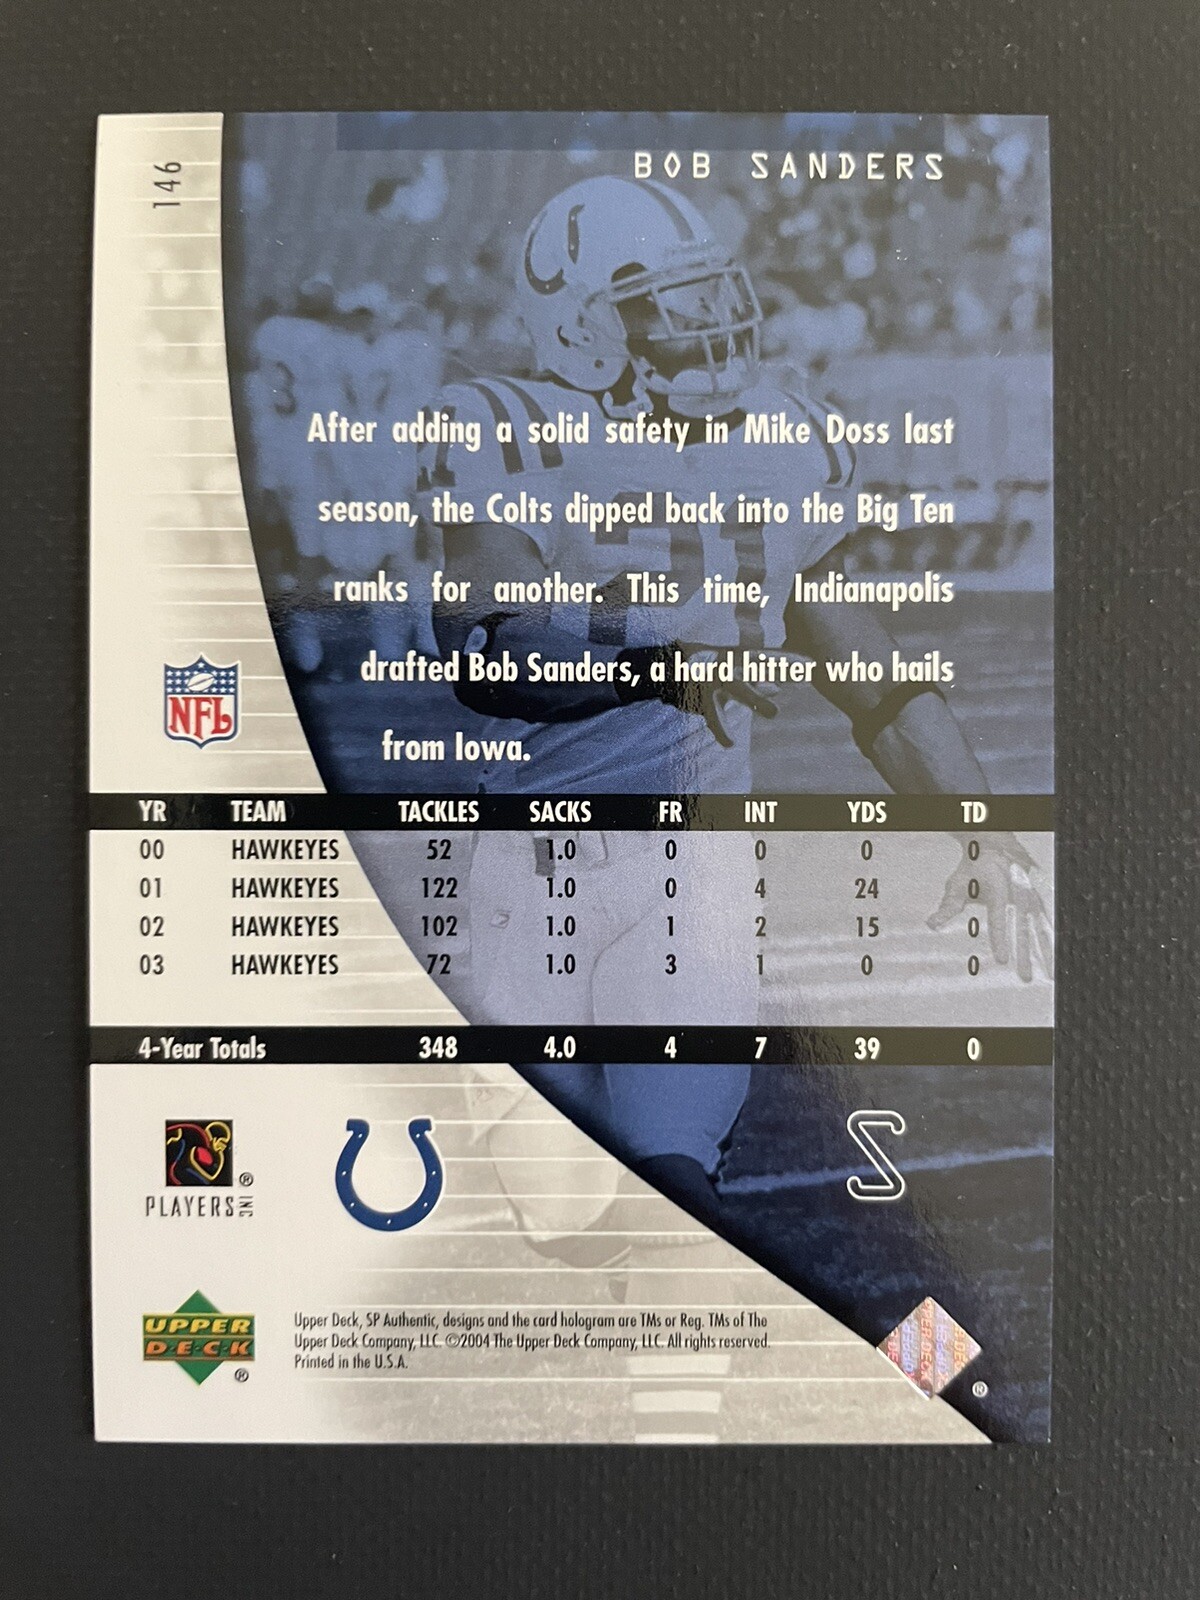 146
BOB SANDERS
After adding a solid safety in Mike Doss last
season, the Colts dipped back into the Big Ten
ranks for another. This time, Indianapolis
drafted Bob Sanders, a hard hitter who hails
from Iowa.
NFL
YR TEAM TACKLES SACKS FR INT YDS TD
00 HAWKEYES 52 1.0 0 0 0 0
01 HAWKEYES 122 1.0 0 4 24 0
02 HAWKEYES 102 1.0 1 2 15 0
03 HAWKEYES 72 1.0 3 1 0 0
4-Year Totals 348 4.0 4 7 39 0
®
PLAYERS INC
S
UPPER
DECK
®
Upper Deck, SP Authentic, designs and the card hologram are TMs or Reg. TMs of The
Upper Deck Company, LLC. ©2004 The Upper Deck Company, LLC. All rights reserved.
Printed in the U.S.A.
®